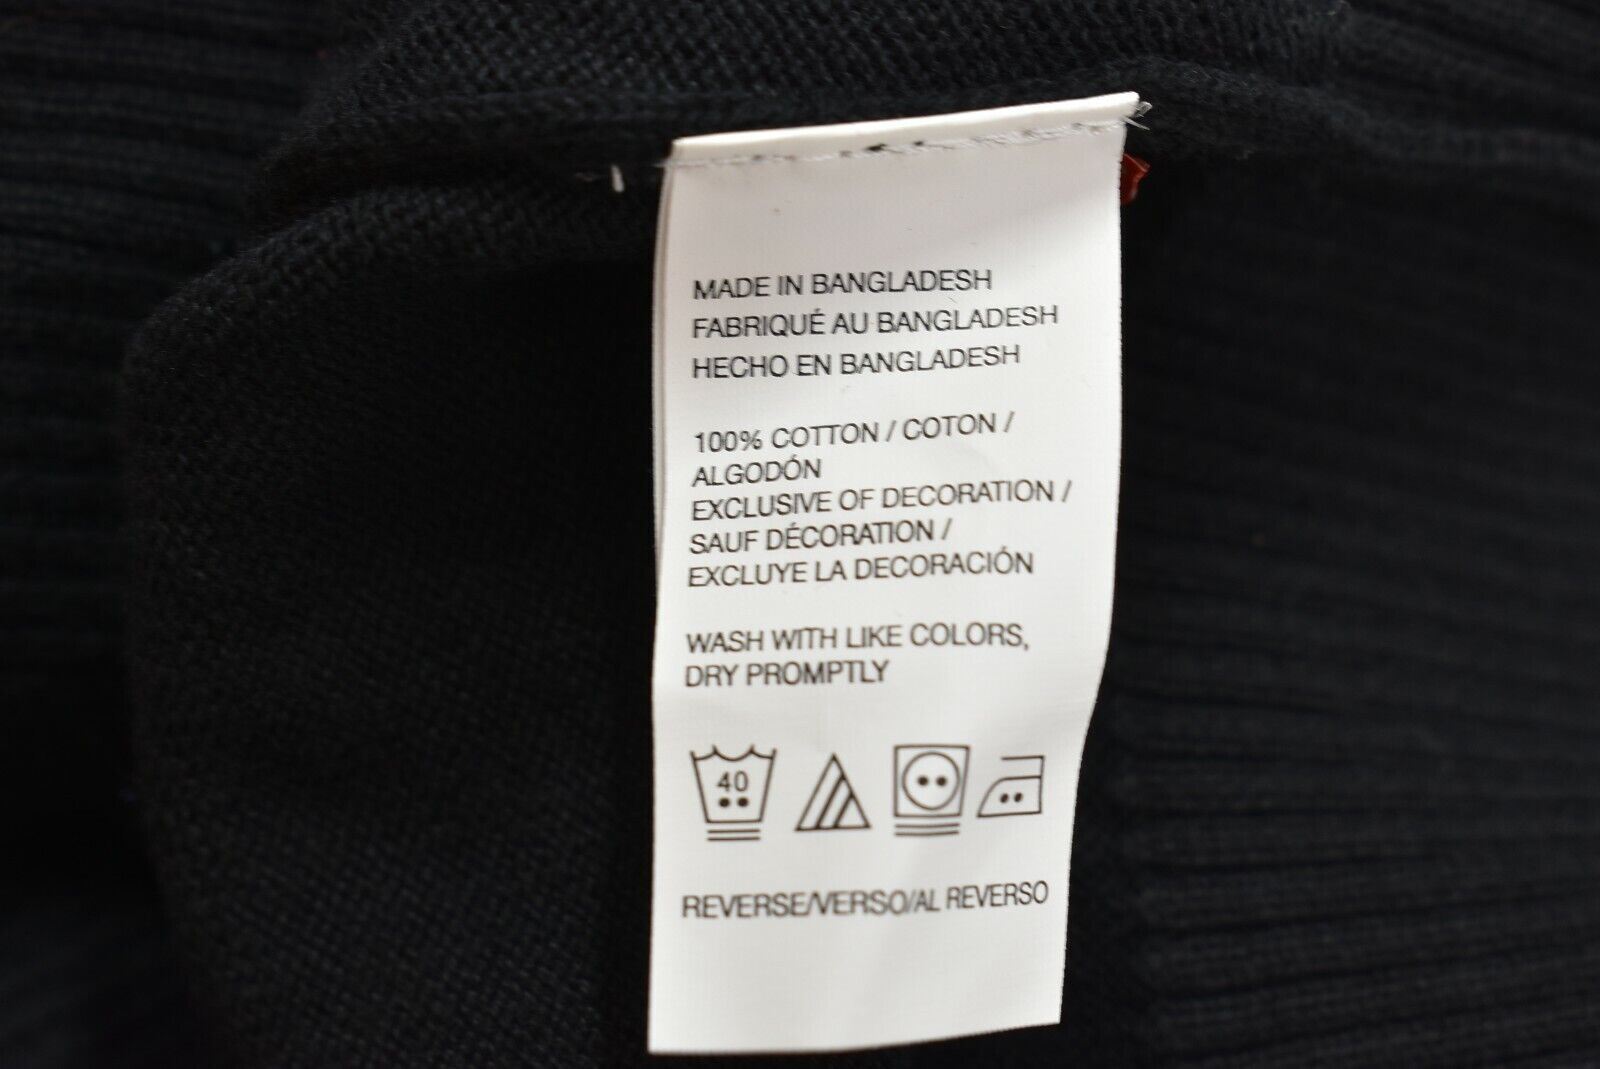 MADE IN BANGLADESH
FABRIQUÉ AU BANGLADESH
HECHO EN BANGLADESH
100% COTTON / COTON /
ALGODÓN
EXCLUSIVE OF DECORATION /
SAUF DÉCORATION /
EXCLUYE LA DECORACIÓN
WASH WITH LIKE COLORS,
DRY PROMPTLY
40
REVERSE/VERSO/AL REVERSO